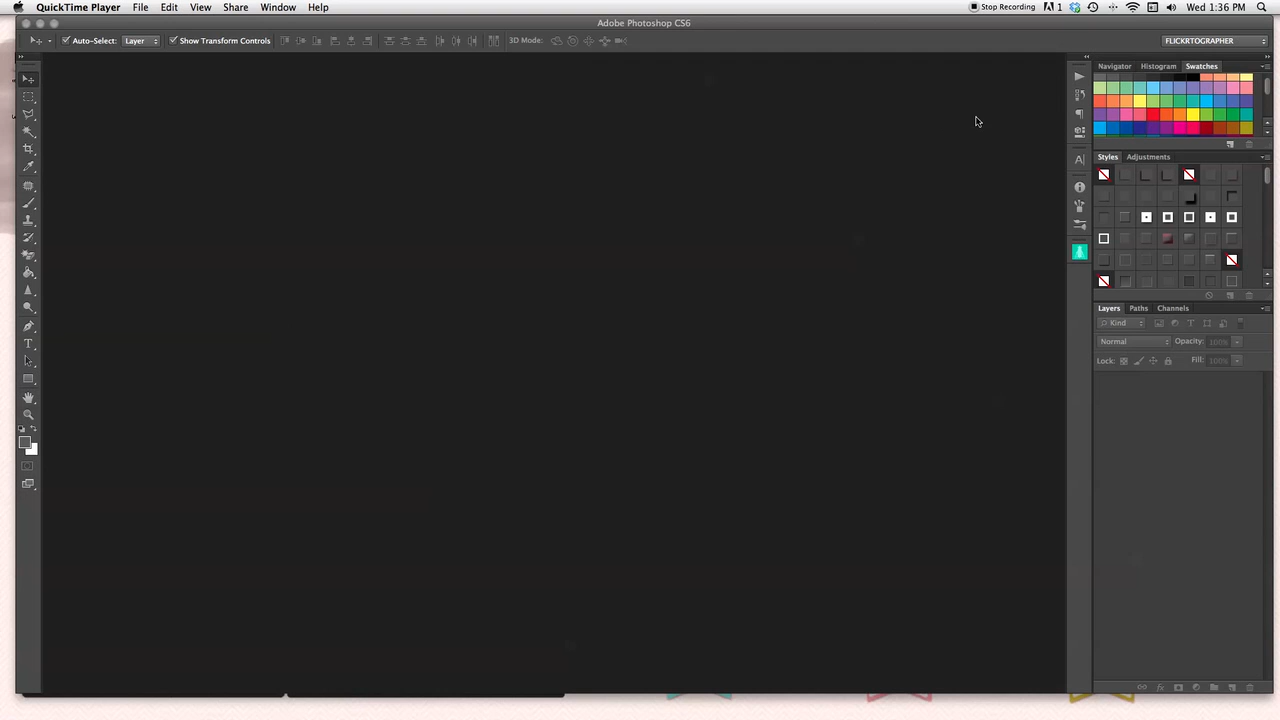 QuickTime Player File Edit View Share Window Help Stop Recording 1 Wed 1:36 PM
Adobe Photoshop CS6
Auto-Select: Layer Show Transform Controls 3D Mode: FLICKRTOGRAPHER
Navigator Histogram Swatches
Styles Adjustments
Layers Paths Channels
Kind
Normal Opacity: 100%
Lock: Fill: 100%